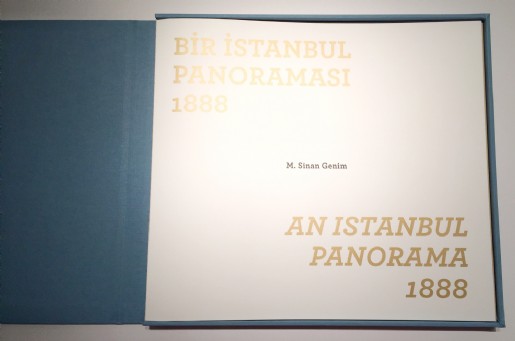 BİR İSTANBUL
PANORAMASI
1888
M. Sinan Genim
AN ISTANBUL
PANORAMA
1888